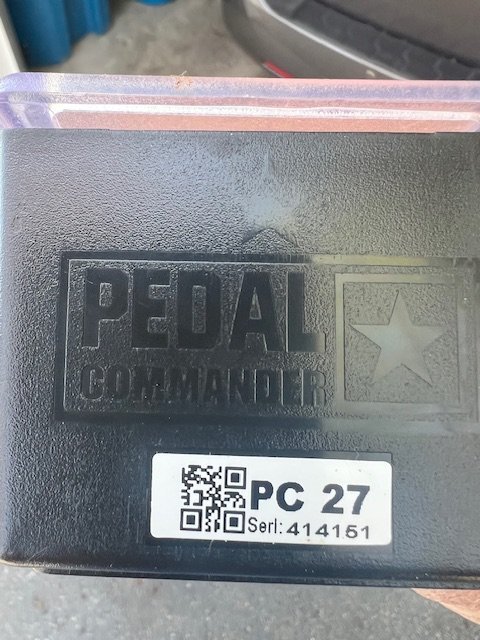 PEDAL
COMMANDER
PC 27
Serl: 414151